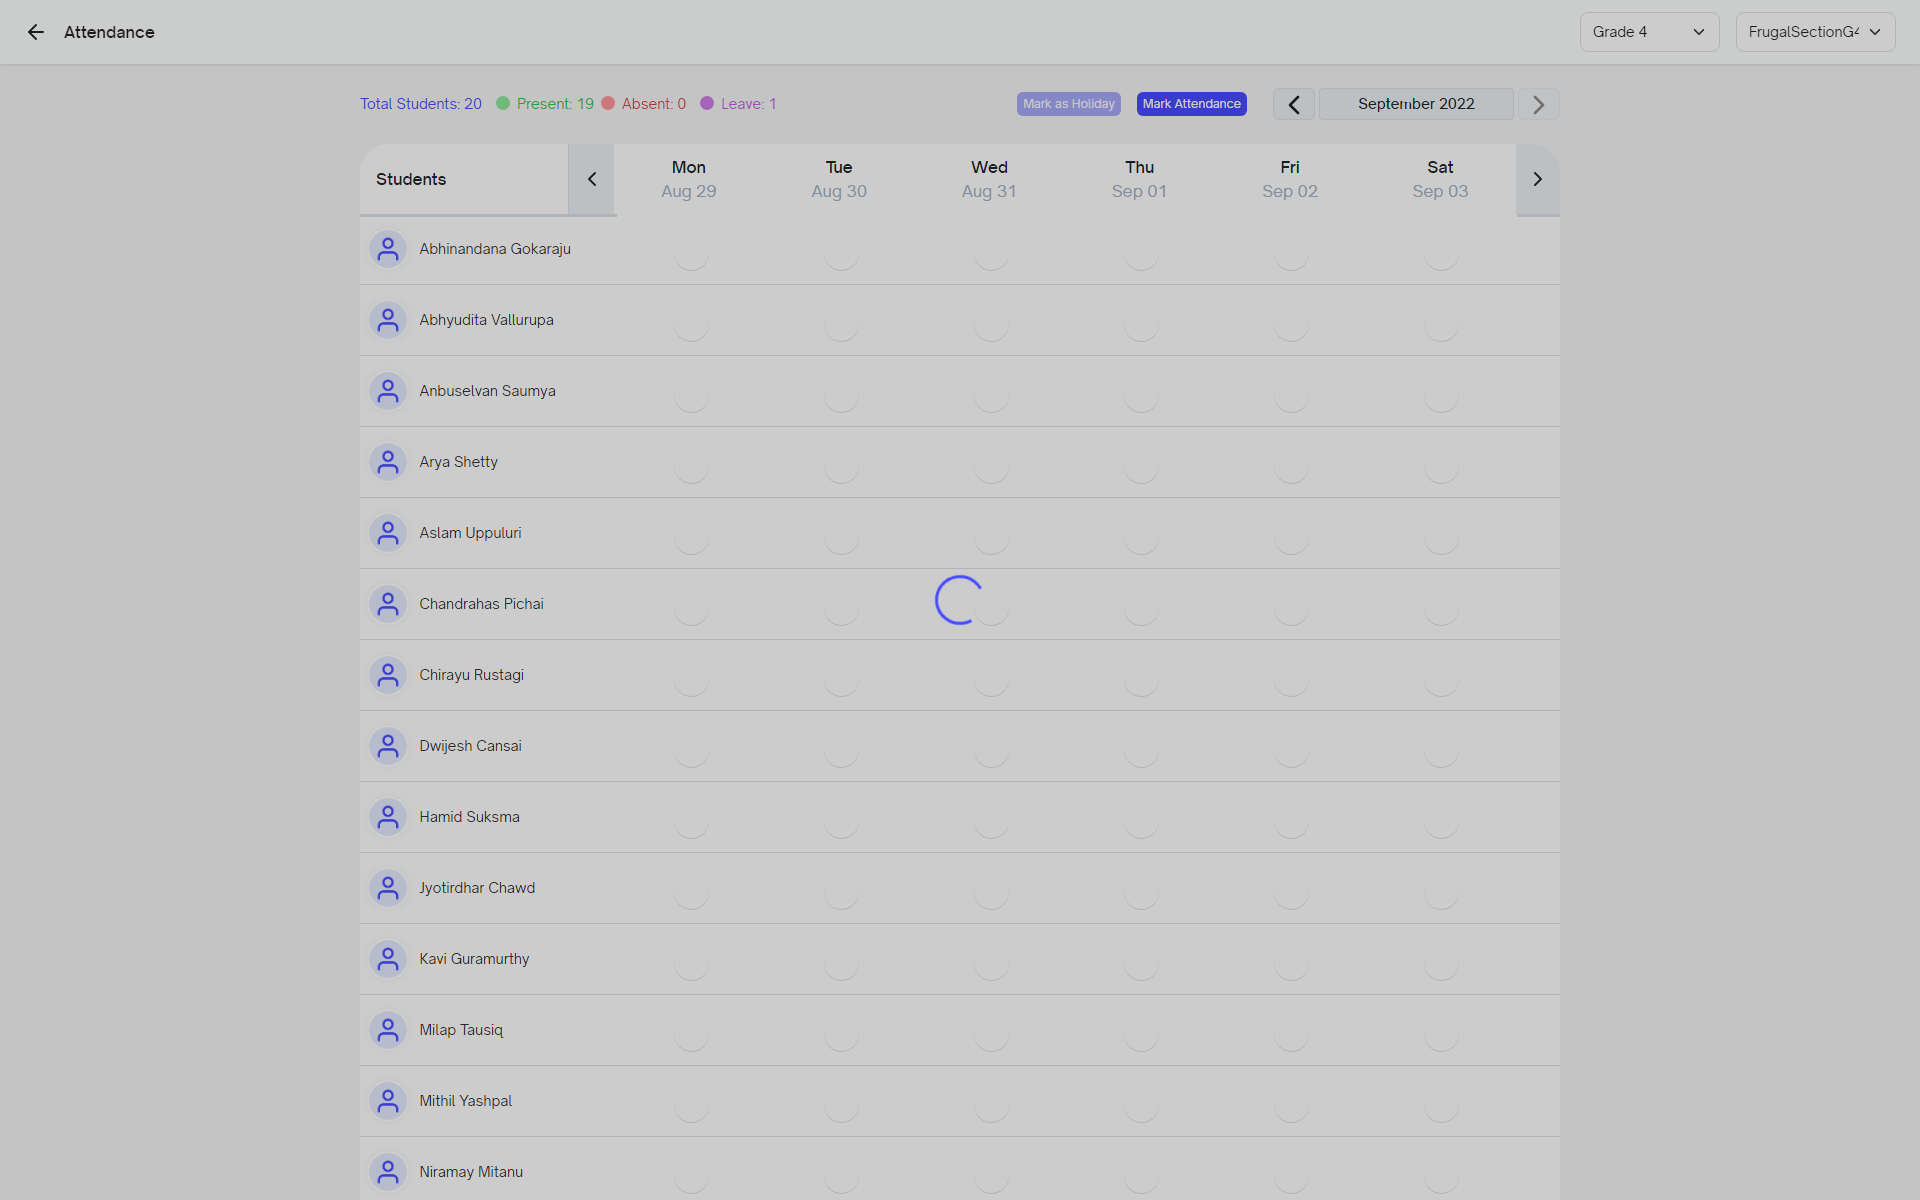 Attendance
Grade 4
FrugalSectionG4
Total Students: 20 Present: 19 Absent: 0 Leave: 1
Mark as Holiday
Mark Attendance
September 2022
Students
Mon Tue Wed Thu Fri Sat
Aug 29 Aug 30 Aug 31 Sep 01 Sep 02 Sep 03
Abhinandana Gokaraju
Abhyudita Vallurupa
Anbuselvan Saumya
Arya Shetty
Aslam Uppuluri
Chandrahas Pichai
Chirayu Rustagi
Dwijesh Cansai
Hamid Suksma
Jyotirdhar Chawd
Kavi Guramurthy
Milap Tausiq
Mithil Yashpal
Niramay Mitanu